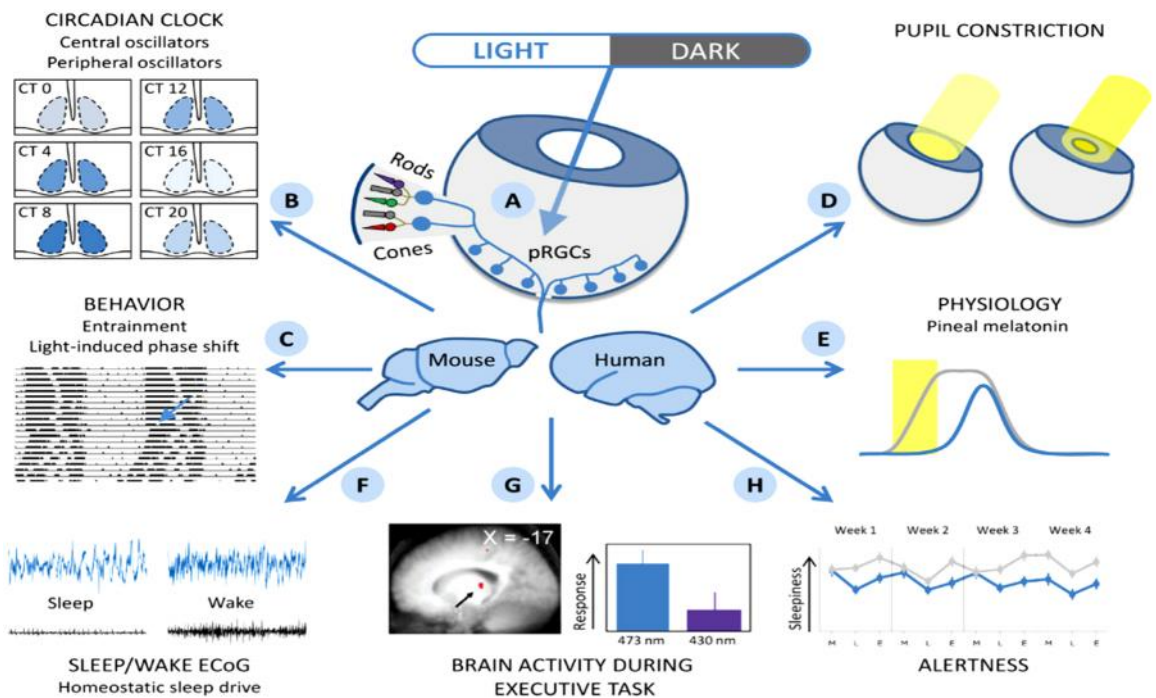 CIRCADIAN CLOCK
Central oscillators
Peripheral oscillators
CT 0
CT 12
CT 4
CT 16
CT 8
CT 20
LIGHT
DARK
Rods
Cones
A
pRGCs
PUPIL CONSTRICTION
B
D
BEHAVIOR
Entrainment
Light-induced phase shift
C
Mouse
Human
E
PHYSIOLOGY
Pineal melatonin
F
G
H
Sleep
Wake
SLEEP/WAKE ECoG
Homeostatic sleep drive
X = -17
Response
473 nm
430 nm
BRAIN ACTIVITY DURING
EXECUTIVE TASK
Week 1
Week 2
Week 3
Week 4
Sleepiness
M L E M L E M L E M L E
ALERTNESS